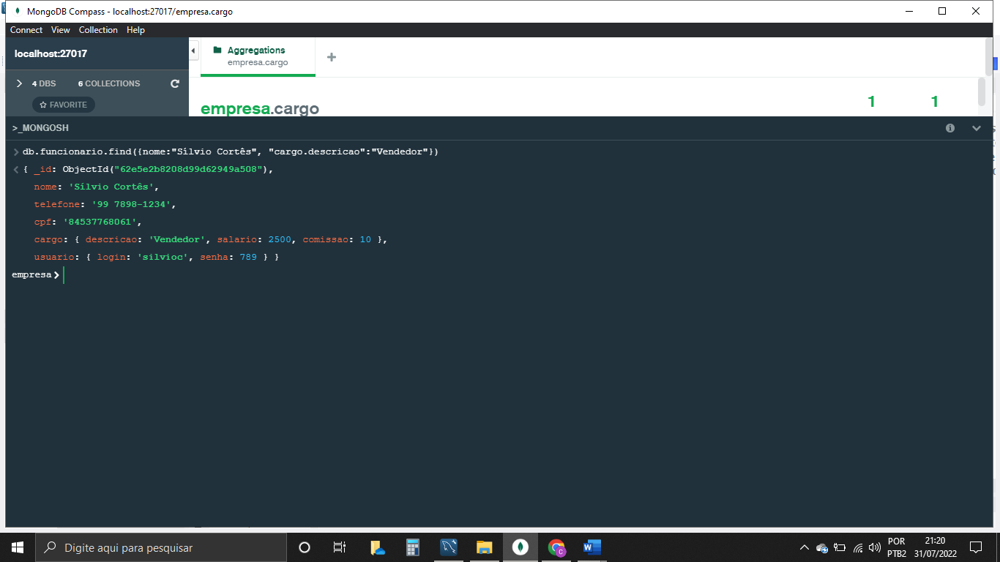 MongoDB Compass - localhost:27017/empresa.cargo
Connect View Collection Help
localhost:27017
Aggregations
empresa.cargo
4 DBS 6 COLLECTIONS
FAVORITE
empresa.cargo
1 1
>_MONGOSH
db.funcionario.find({nome:"Sílvio Cortês", "cargo.descricao":"Vendedor"})
{ _id: ObjectId("62e5e2b8208d99d62949a508"),
nome: 'Sílvio Cortês',
telefone: '99 7898-1234',
cpf: '84537768061',
cargo: { descricao: 'Vendedor', salario: 2500, comissao: 10 },
usuario: { login: 'silvioc', senha: 789 } }
empresa>
Digite aqui para pesquisar
POR
PTB2
21:20
31/07/2022